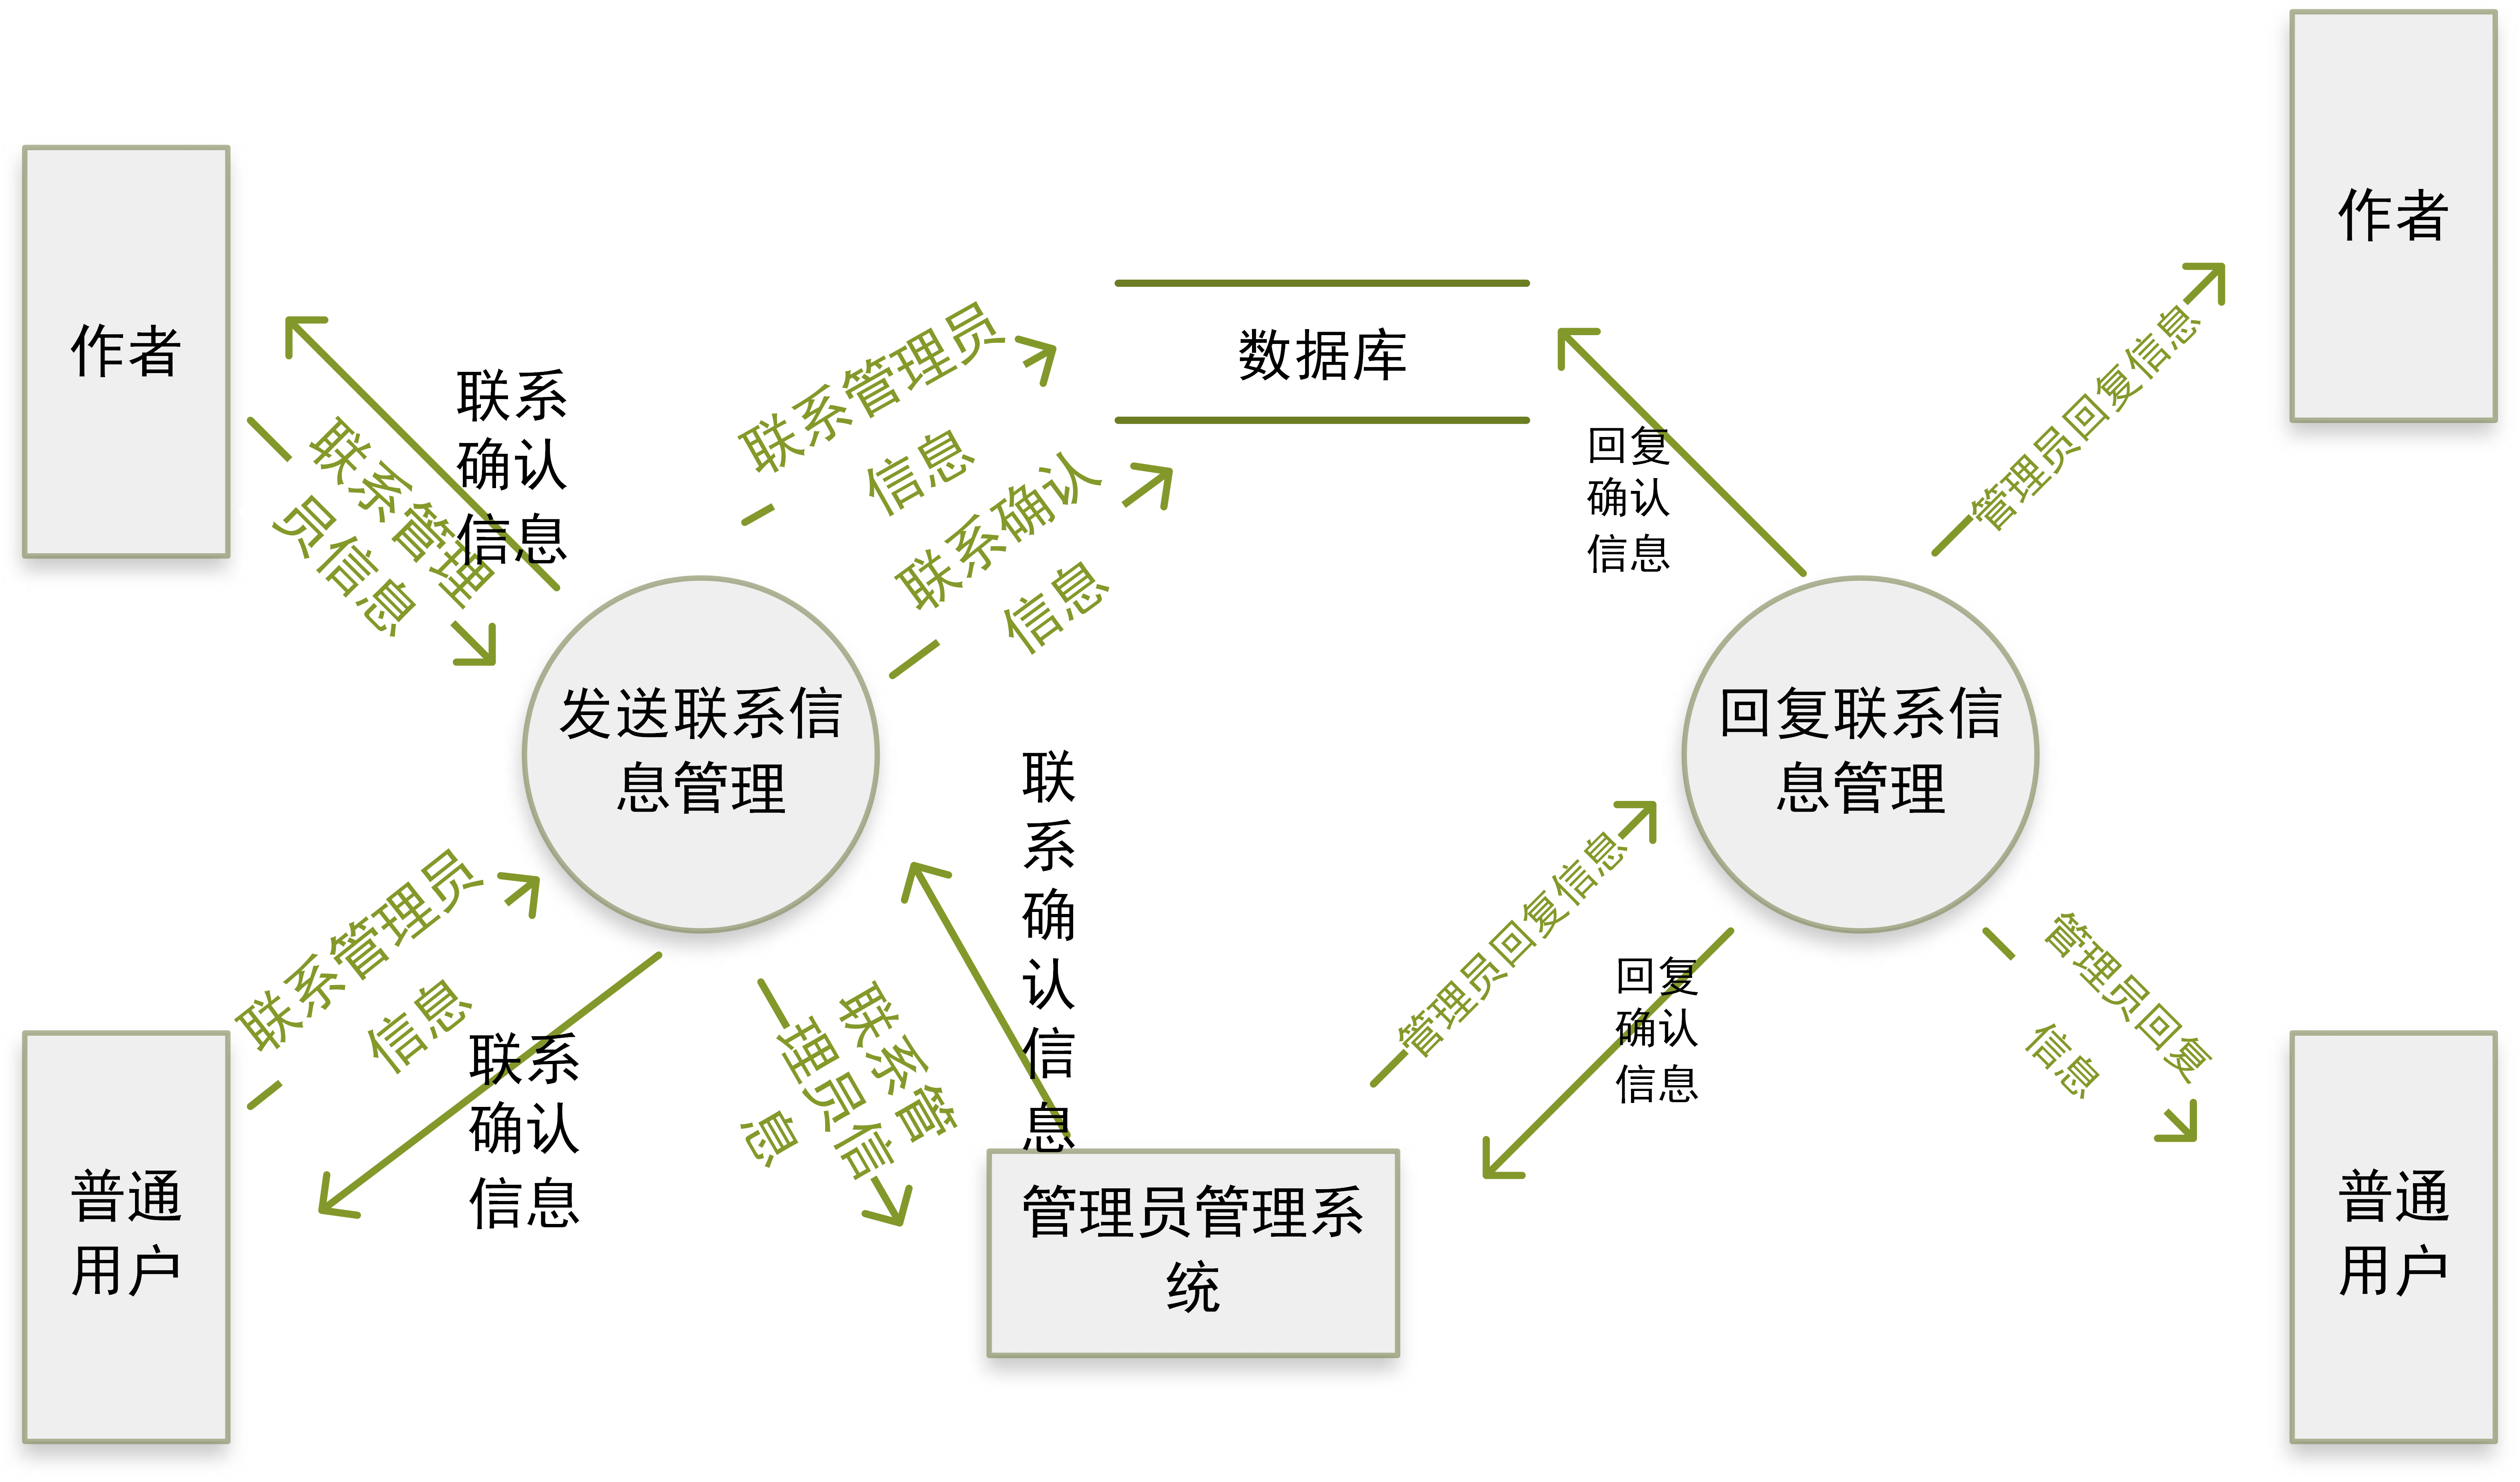 作者
作者
数据库
联系
确认
信息
联系管理
员信息
联系管理员
信息
联系确认
信息
回复
确认
信息
管理员回复信息
发送联系信
息管理
回复联系信
息管理
联系管理员
信息
联系
确认
信息
联系管
理员信
息
联
系
确
认
信
息
管理员回复信息
回复
确认
信息
管理员回复
信息
普通
用户
管理员管理系
统
普通
用户